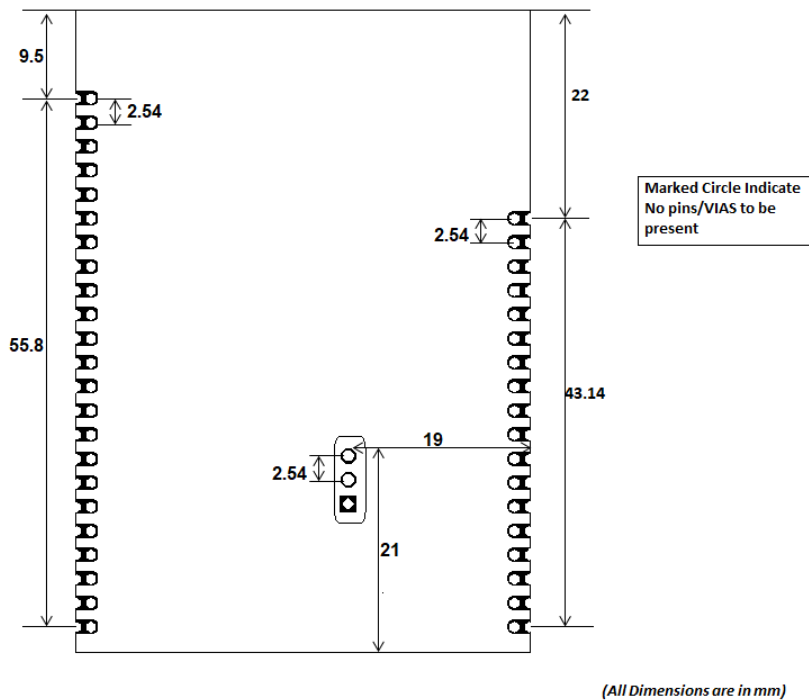 9.5
2.54
22
Marked Circle Indicate
No pins/VIAS to be
present
2.54
55.8
43.14
19
2.54
21
(All Dimensions are in mm)